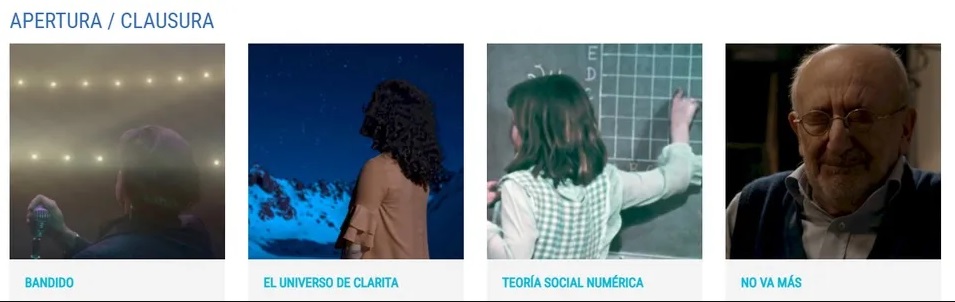 APERTURA / CLAUSURA
BANDIDO
EL UNIVERSO DE CLARITA
TEORÍA SOCIAL NUMÉRICA
NO VA MÁS